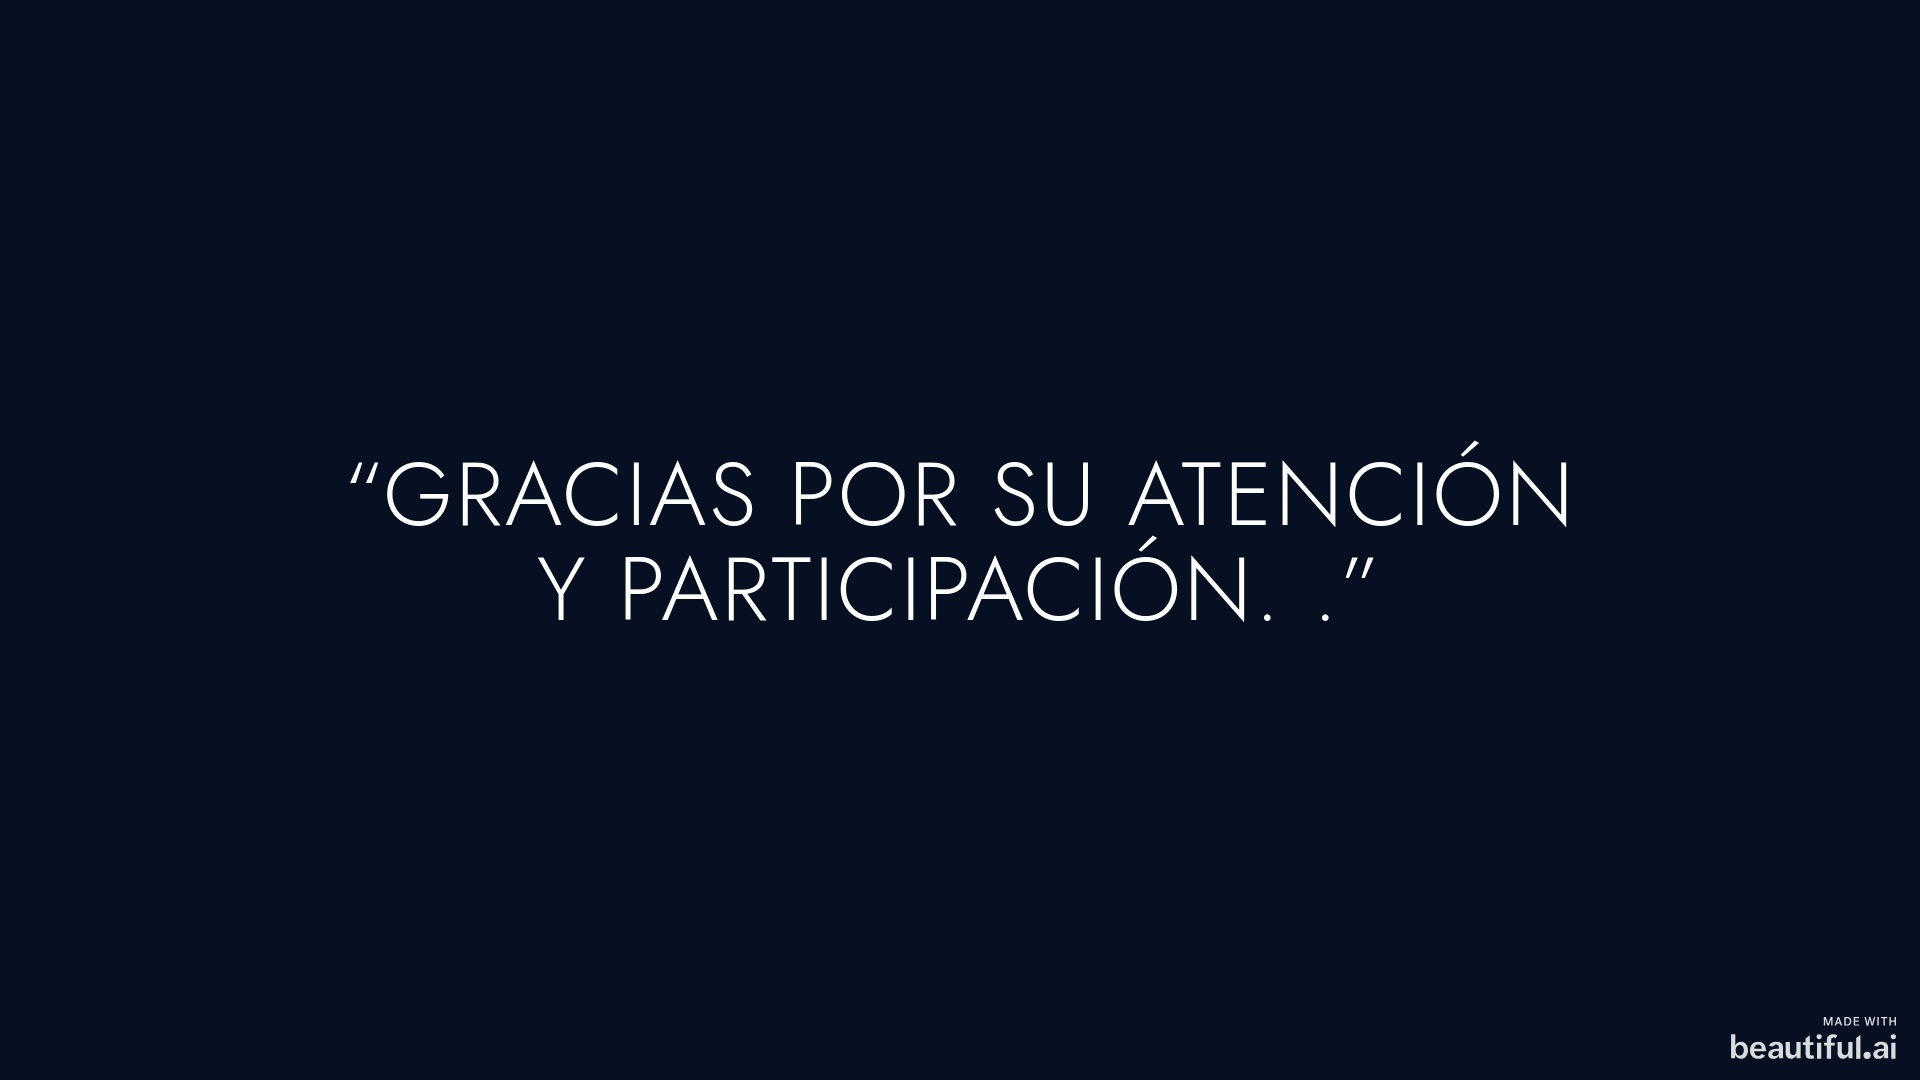 “GRACIAS POR SU ATENCIÓN
Y PARTICIPACIÓN. .”
MADE WITH
beautiful.ai